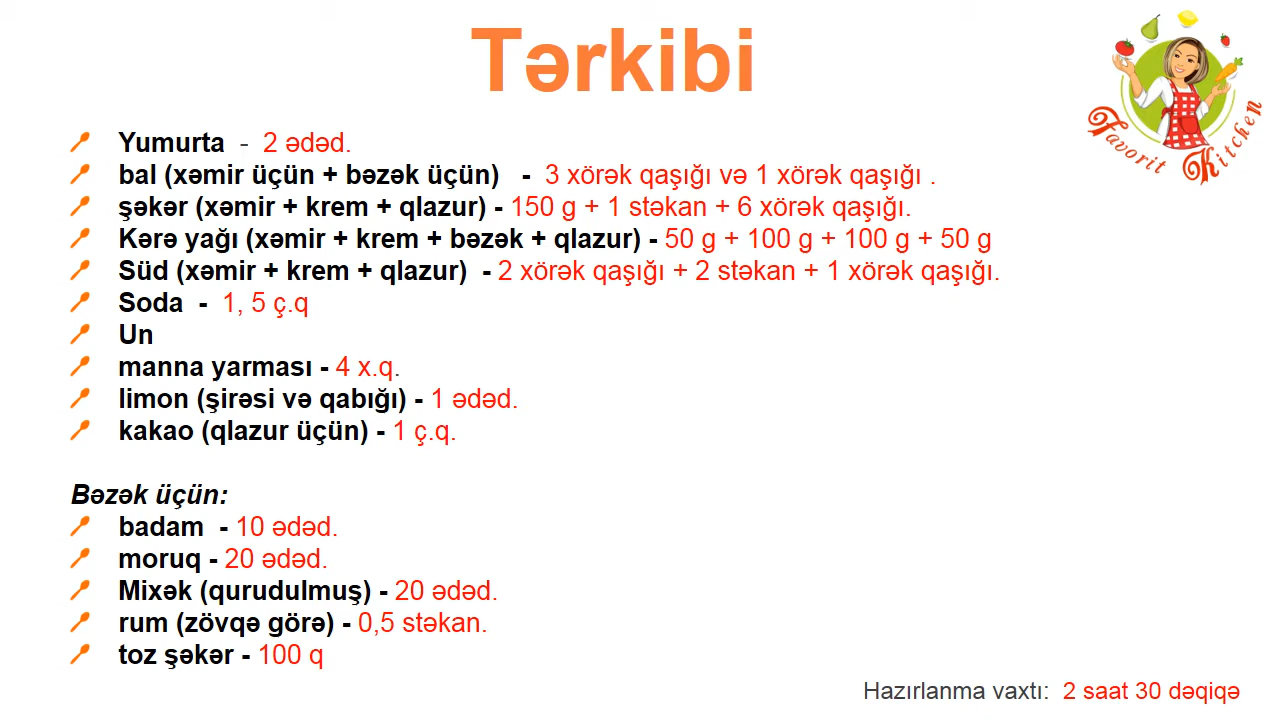 Tərkibi
Favorit Kitchen
Yumurta - 2 ədəd.
bal (xəmir üçün + bəzək üçün) - 3 xörək qaşığı və 1 xörək qaşığı .
şəkər (xəmir + krem + qlazur) - 150 g + 1 stəkan + 6 xörək qaşığı.
Kərə yağı (xəmir + krem + bəzək + qlazur) - 50 g + 100 g + 100 g + 50 g
Süd (xəmir + krem + qlazur) - 2 xörək qaşığı + 2 stəkan + 1 xörək qaşığı.
Soda - 1, 5 ç.q
Un
manna yarması - 4 x.q.
limon (şirəsi və qabığı) - 1 ədəd.
kakao (qlazur üçün) - 1 ç.q.
Bəzək üçün:
badam - 10 ədəd.
moruq - 20 ədəd.
Mixək (qurudulmuş) - 20 ədəd.
rum (zövqə görə) - 0,5 stəkan.
toz şəkər - 100 q
Hazırlanma vaxtı: 2 saat 30 dəqiqə